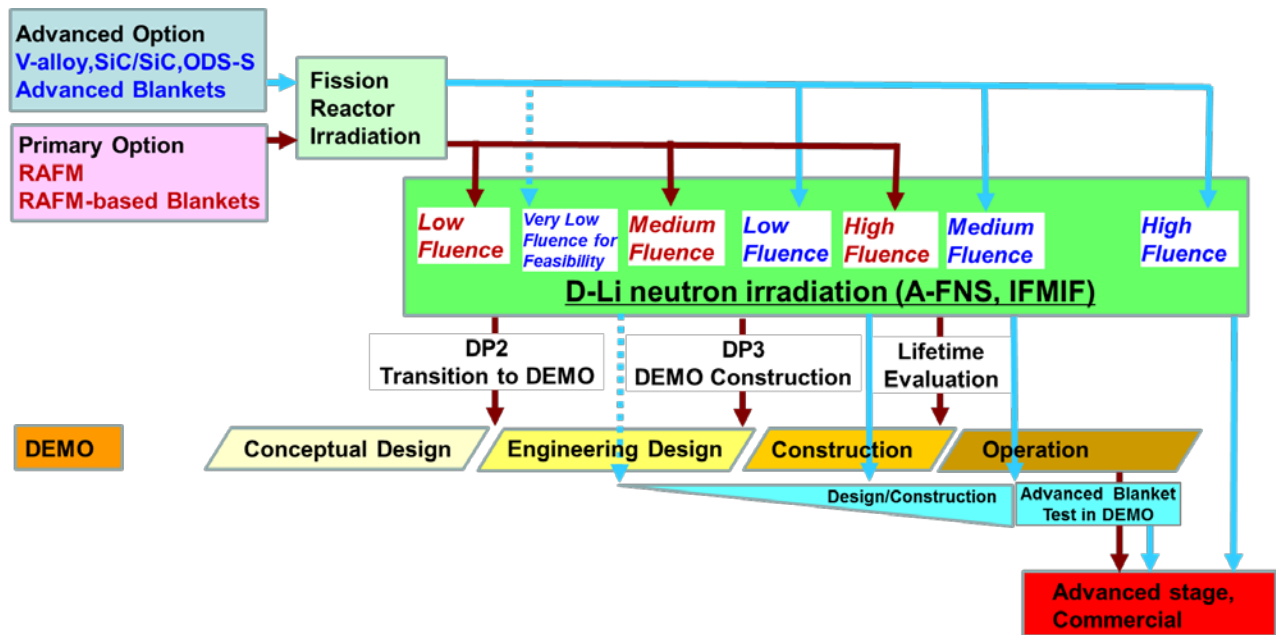 Advanced Option
V-alloy,SiC/SiC,ODS-S
Advanced Blankets
Primary Option
RAFM
RAFM-based Blankets
Fission
Reactor
Irradiation
Low
Fluence
Very Low
Fluence for
Feasibility
Medium
Fluence
Low
Fluence
High
Fluence
Medium
Fluence
High
Fluence
D-Li neutron irradiation (A-FNS, IFMIF)
DP2
Transition to DEMO
DP3
DEMO Construction
Lifetime
Evaluation
DEMO
Conceptual Design
Engineering Design
Construction
Operation
Design/Construction
Advanced Blanket
Test in DEMO
Advanced stage,
Commercial